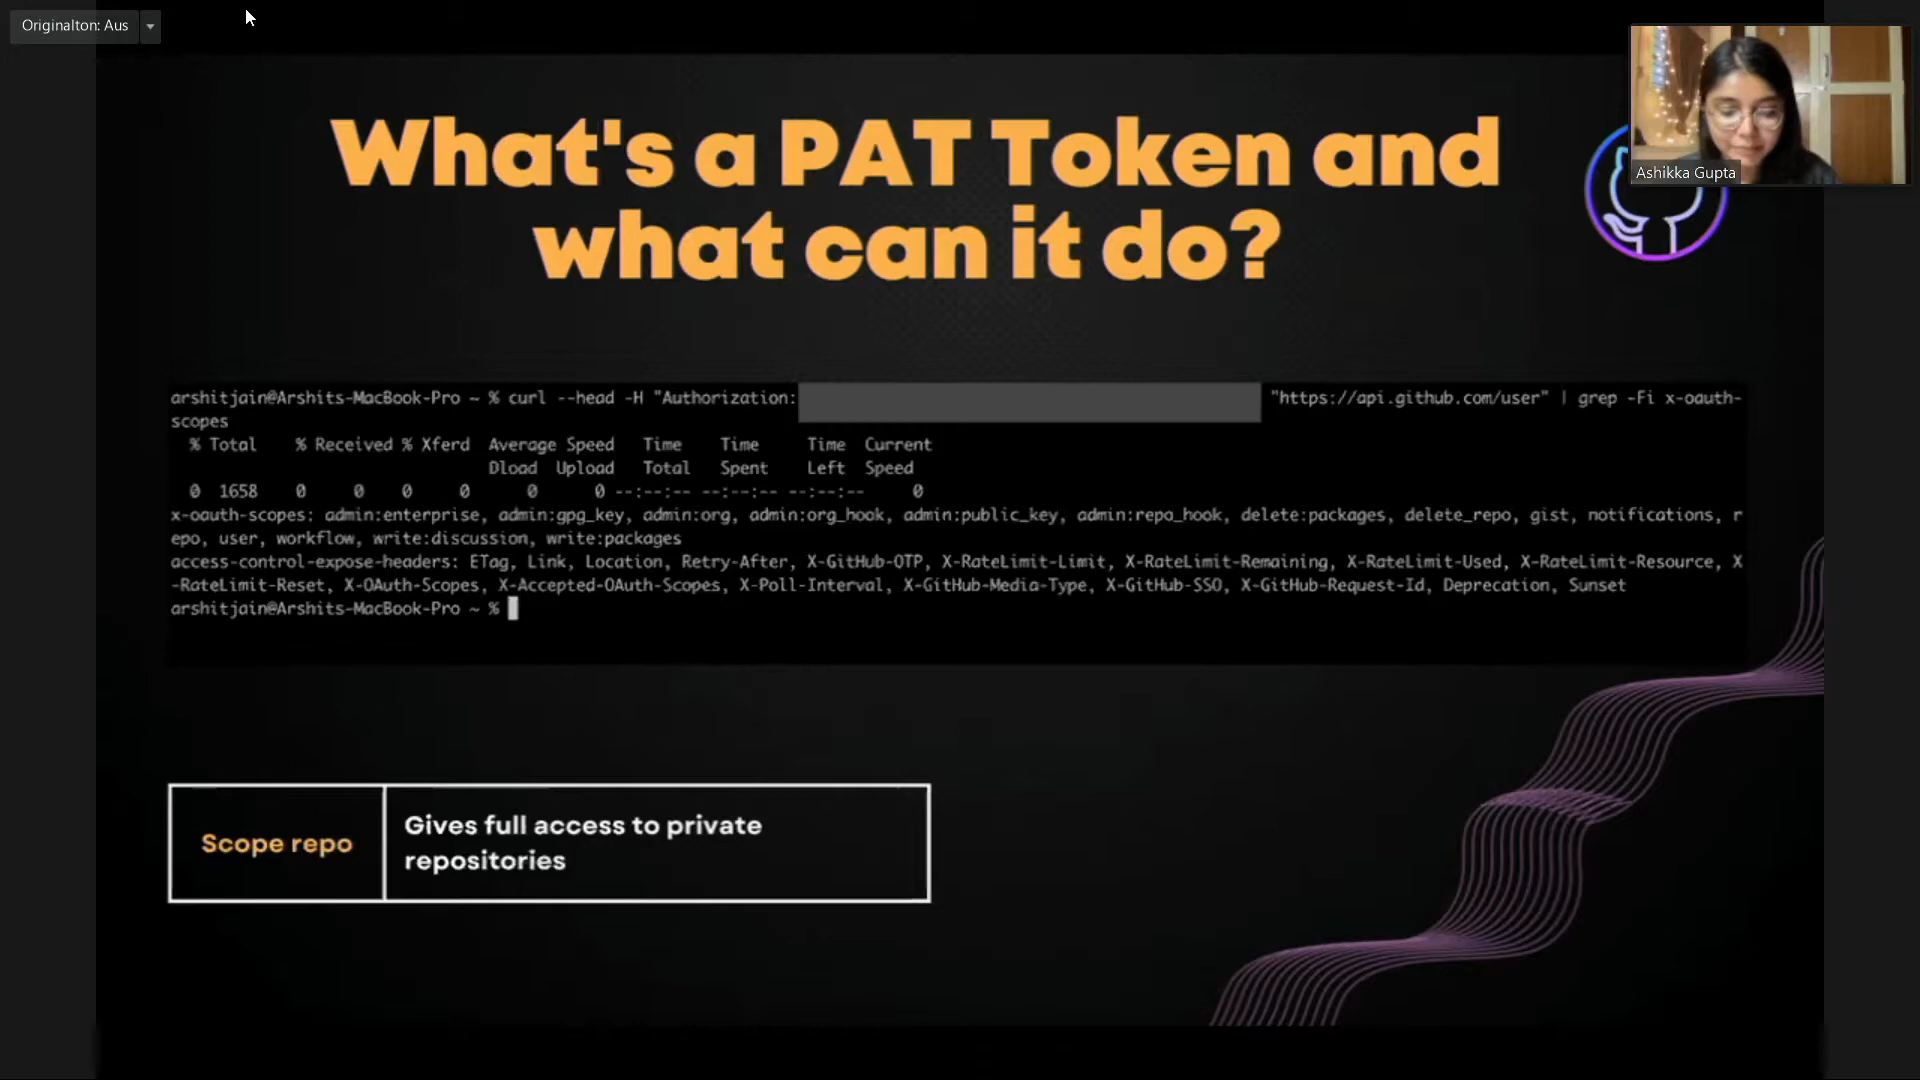 Originalton: Aus
Ashikka Gupta
What's a PAT Token and
what can it do?
arshitjain@Arshits-MacBook-Pro ~ % curl --head -H "Authorization: "https://api.github.com/user" | grep -Fi x-oauth-
scopes
% Total % Received % Xferd Average Speed Time Time Time Current
Dload Upload Total Spent Left Speed
0 1658 0 0 0 0 0 0 --:--:-- --:--:-- --:--:-- 0
x-oauth-scopes: admin:enterprise, admin:gpg_key, admin:org, admin:org_hook, admin:public_key, admin:repo_hook, delete:packages, delete_repo, gist, notifications, r
epo, user, workflow, write:discussion, write:packages
access-control-expose-headers: ETag, Link, Location, Retry-After, X-GitHub-OTP, X-RateLimit-Limit, X-RateLimit-Remaining, X-RateLimit-Used, X-RateLimit-Resource, X
-RateLimit-Reset, X-OAuth-Scopes, X-Accepted-OAuth-Scopes, X-Poll-Interval, X-GitHub-Media-Type, X-GitHub-SSO, X-GitHub-Request-Id, Deprecation, Sunset
arshitjain@Arshits-MacBook-Pro ~ %
Scope repo
Gives full access to private
repositories